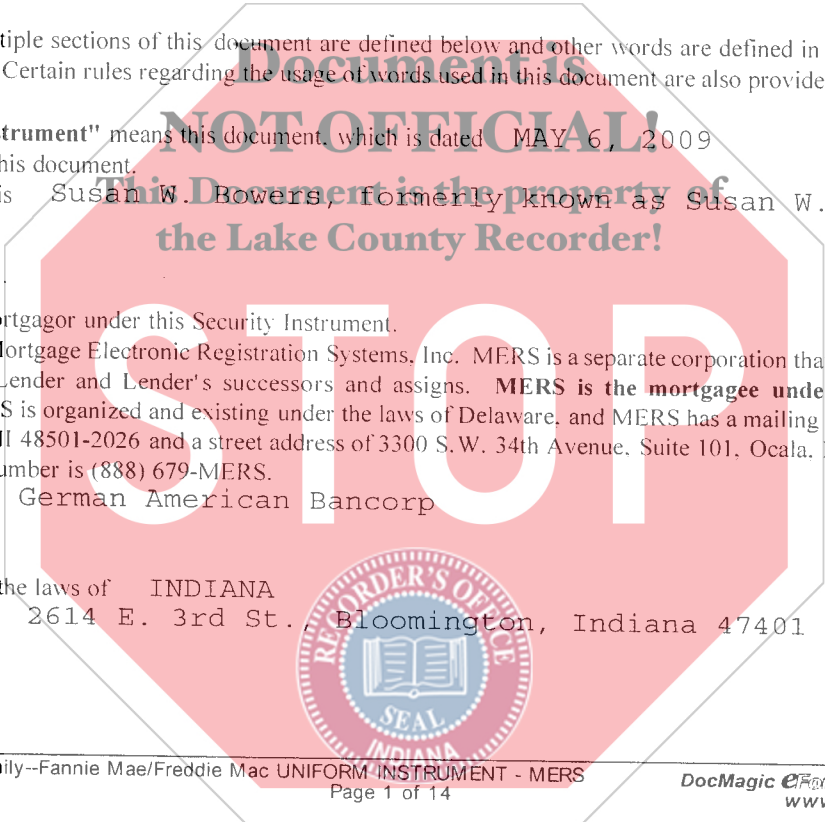 tiple sections of this document are defined below and other words are defined in
Certain rules regarding the usage of words used in this document are also provide
Document is
strument" means this document, which is dated MAY 6, 2009
NOT OFFICIAL!
his document.
is Susan W. Bowers, formerly known as Susan W.
This Document is the property of
the Lake County Recorder!
ortgagor under this Security Instrument.
Mortgage Electronic Registration Systems, Inc. MERS is a separate corporation tha
Lender and Lender's successors and assigns. MERS is the mortgagee unde
S is organized and existing under the laws of Delaware, and MERS has a mailing
MI 48501-2026 and a street address of 3300 S.W. 34th Avenue, Suite 101, Ocala,
umber is (888) 679-MERS.
STOP
German American Bancorp
the laws of INDIANA
2614 E. 3rd St., Bloomington, Indiana 47401
RECORDER'S OFFICE
SEAL
INDIANA
ily--Fannie Mae/Freddie Mac UNIFORM INSTRUMENT - MERS
Page 1 of 14
DocMagic eFor
www